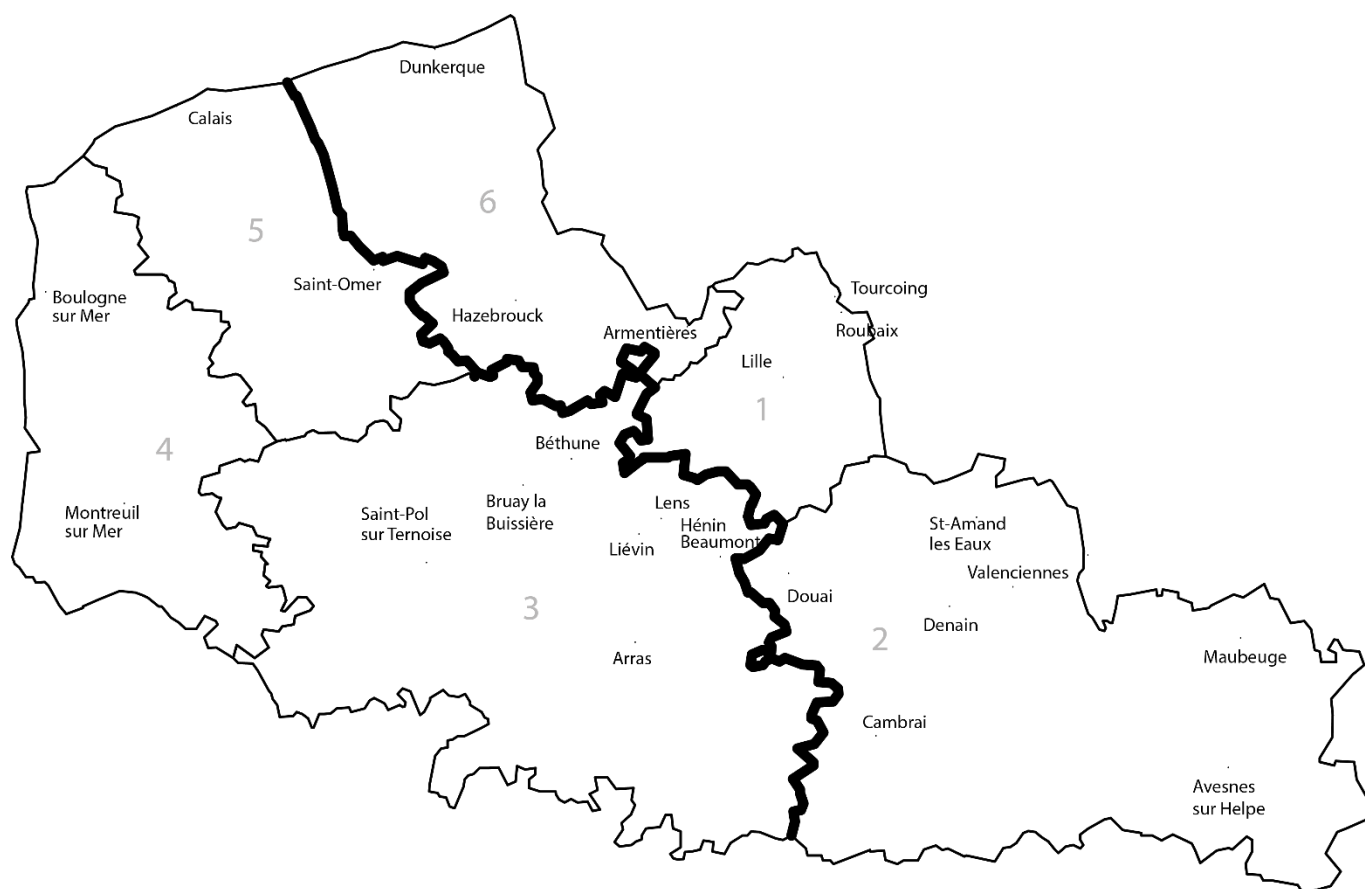 Dunkerque
Calais
6
5
Saint-Omer
Boulogne
sur Mer
Hazebrouck
Armentières
Tourcoing
Roubaix
Lille
1
4
Béthune
Montreuil
sur Mer
Saint-Pol
sur Ternoise
Bruay la
Buissière
Lens
Hénin
Beaumont
Liévin
St-Amand
les Eaux
Valenciennes
3
Douai
Denain
2
Arras
Maubeuge
Cambrai
Avesnes
sur Helpe